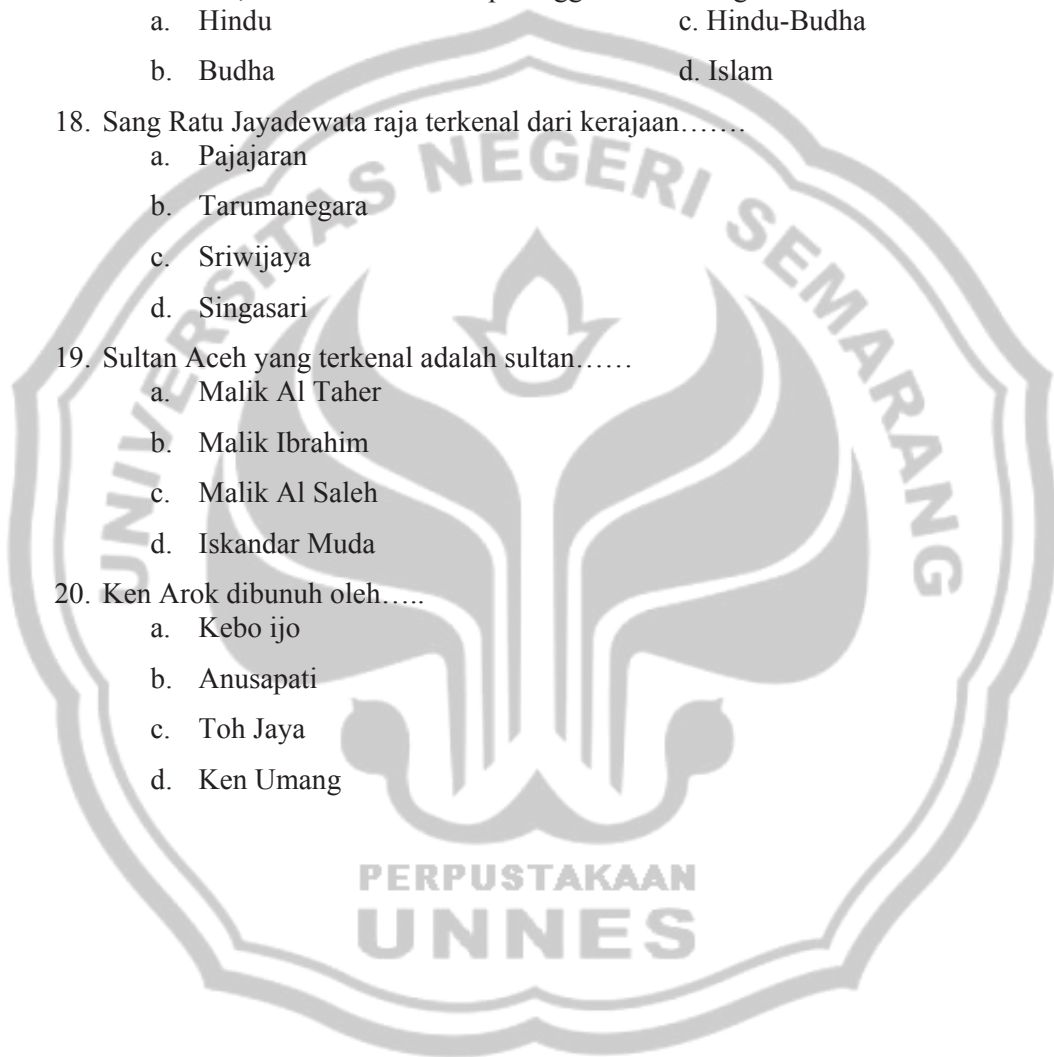 a. Hindu c. Hindu-Budha
b. Budha d. Islam
18. Sang Ratu Jayadewata raja terkenal dari kerajaan…….
a. Pajajaran
b. Tarumanegara
c. Sriwijaya
d. Singasari
19. Sultan Aceh yang terkenal adalah sultan……
a. Malik Al Taher
b. Malik Ibrahim
c. Malik Al Saleh
d. Iskandar Muda
20. Ken Arok dibunuh oleh…..
a. Kebo ijo
b. Anusapati
c. Toh Jaya
d. Ken Umang
UNIVERSITAS NEGERI SEMARANG
PERPUSTAKAAN
UNNES